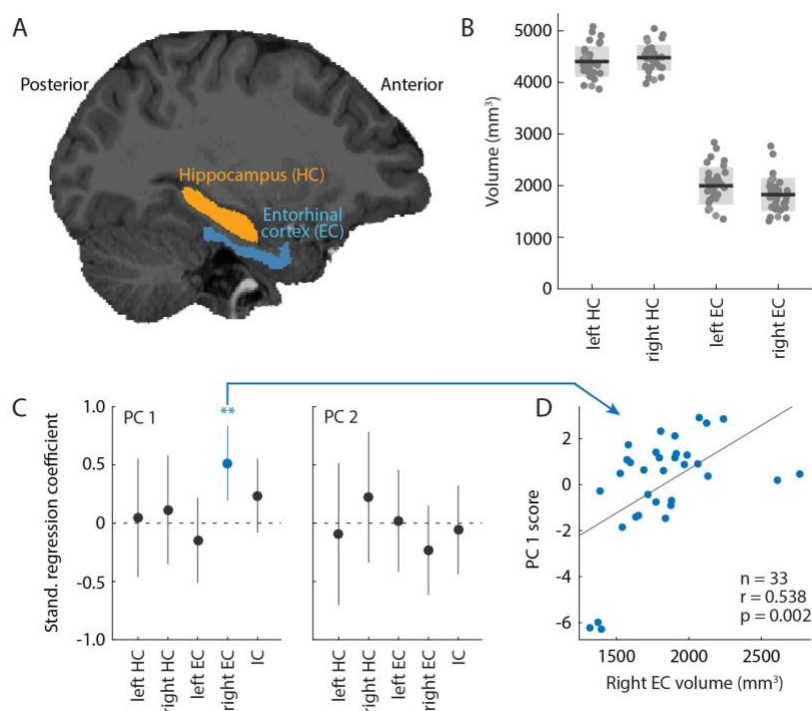 A
Posterior
Anterior
Hippocampus (HC)
Entorhinal
cortex (EC)
B
Volume (mm³)
5000
4000
3000
2000
1000
0
left HC
right HC
left EC
right EC
C
Stand. regression coefficient
1.0
0.5
0
-0.5
-1.0
PC 1
**
left HC
right HC
left EC
right EC
IC
PC 2
left HC
right HC
left EC
right EC
IC
D
PC 1 score
2
0
-2
-4
-6
n = 33
r = 0.538
p = 0.002
1500
2000
2500
Right EC volume (mm³)